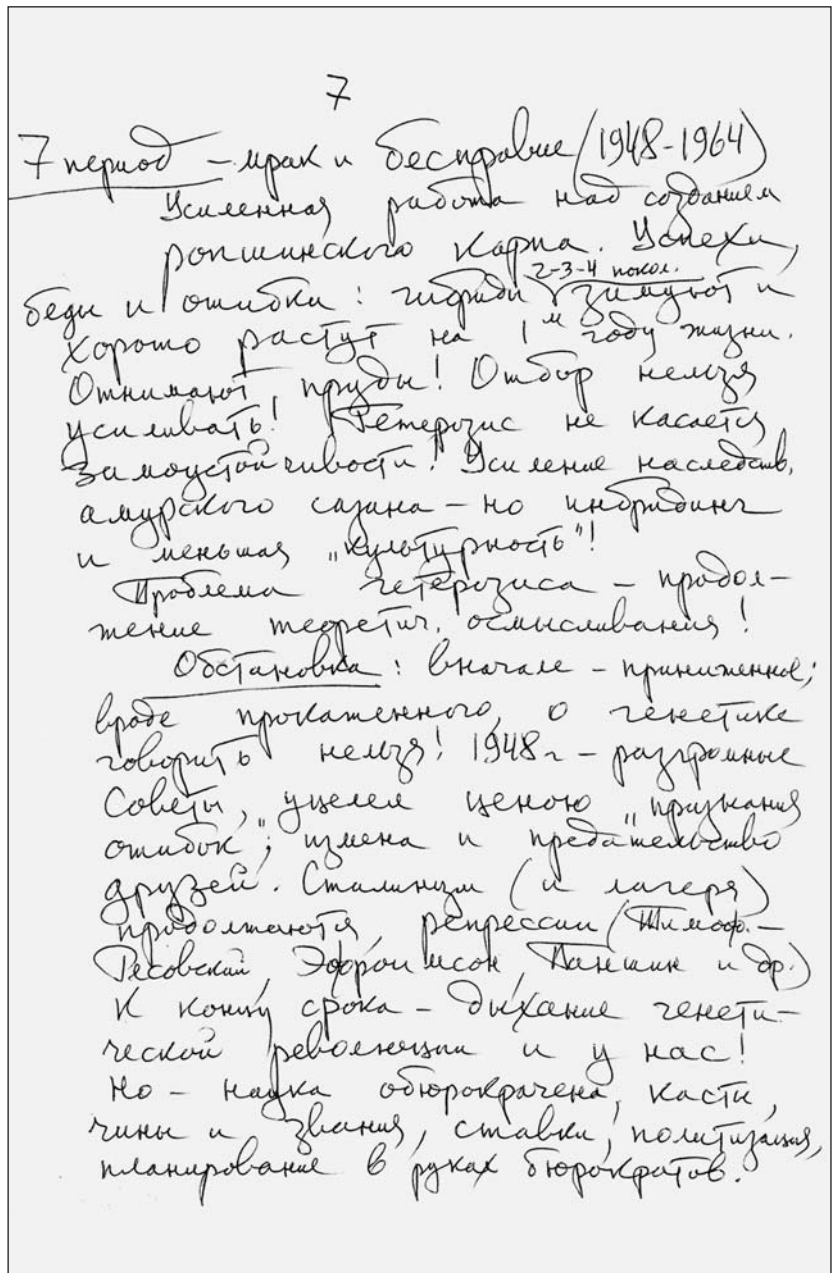 7
7 период – мрак и бесправие (1948-1964)
Усиленная работа над созданием
ропшинского карпа. Успехи,
2-3-4 покол.
беды и ошибки: гибриды зимуют и
хорошо растут на 1м году жизни.
Отнимают пруды! Отбор нельзя
усиливать! Гетерозис не касается
зимоустойчивости! Усиление наследств.
амурского сазана – но инбридинг
и меньшая „культурность"!
Проблема гетерозиса – продол-
жение теоретич. осмысливания!
Обстановка: вначале – приниженное;
вроде прокаженного, о генетике
говорить нельзя! 1948 г – разгромные
Советы, уцелел ценою „признания
ошибок"; измена и предательство
друзей. Сталинизм (и лагеря)
продолжаются, репрессии (Тимоф.–
Ресовский, Эфроимсон, Паншин и др.)
К концу срока – дыхание генети-
ческой революции и у нас!
Но – наука обюрокрачена, касты,
чины и звания, ставки, политизация,
планирование в руках бюрократов.